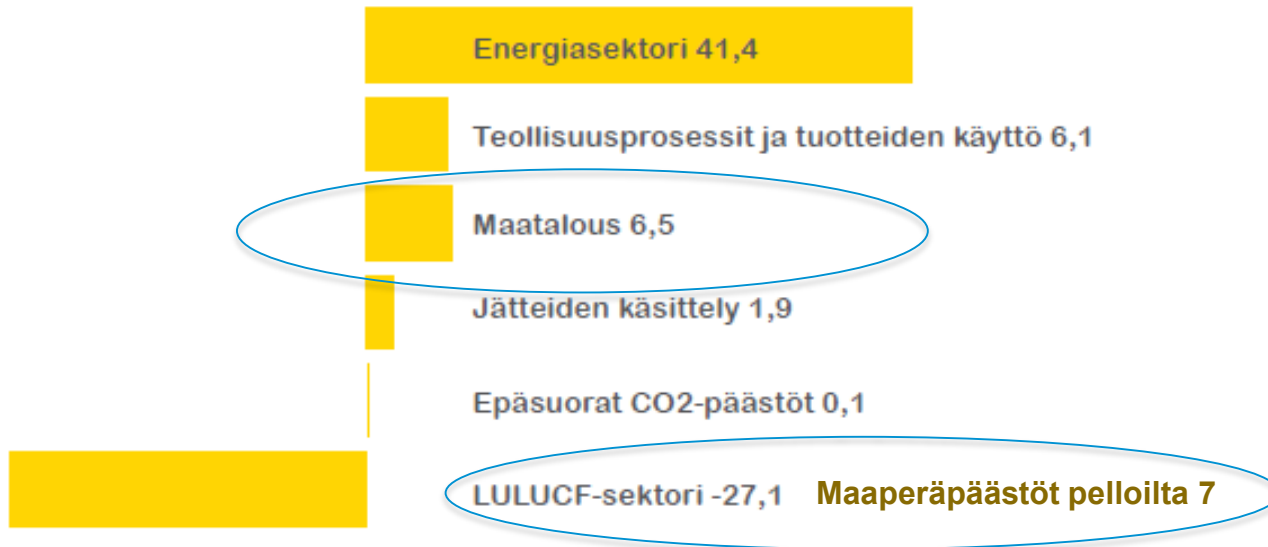 Energiasektori 41,4
Teollisuusprosessit ja tuotteiden käyttö 6,1
Maatalous 6,5
Jätteiden käsittely 1,9
Epäsuorat CO2-päästöt 0,1
LULUCF-sektori -27,1 Maaperäpäästöt pelloilta 7